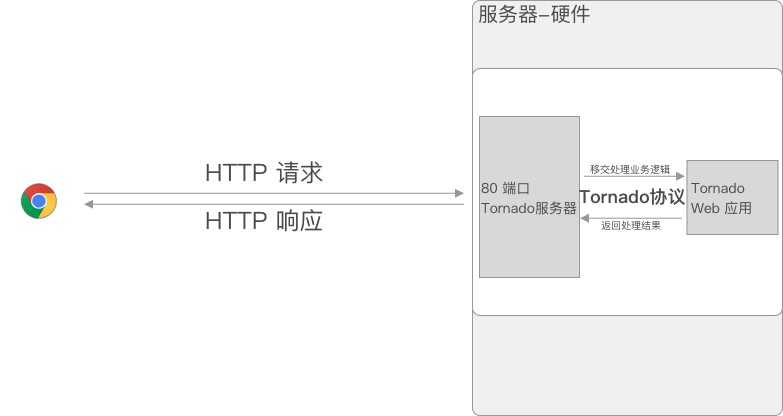 服务器-硬件
HTTP 请求
HTTP 响应
80 端口
Tornado服务器
移交处理业务逻辑
Tornado协议
返回处理结果
Tornado
Web 应用